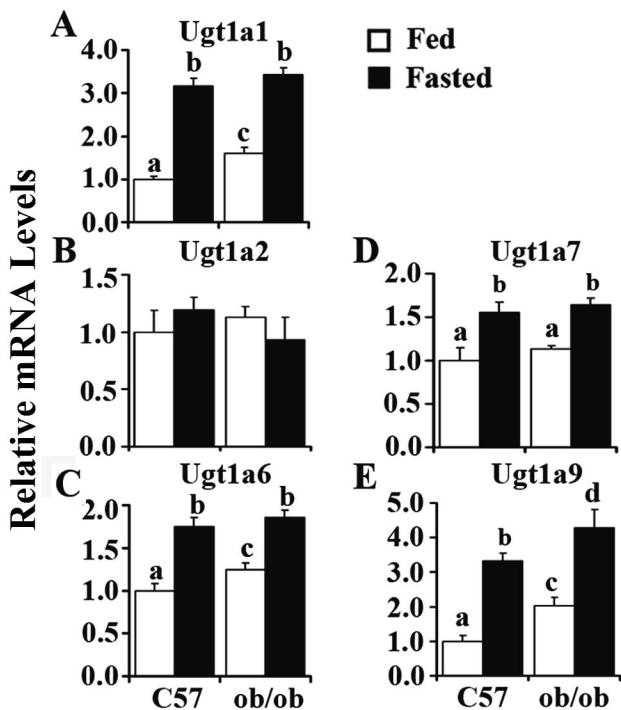 A
Ugt1a1
Fed
Fasted
4.0
3.0
2.0
1.0
0.0
a
b
c
b
Relative mRNA Levels
B
Ugt1a2
1.5
1.0
0.5
0.0
D
Ugt1a7
2.0
1.5
1.0
0.5
0.0
a
b
a
b
C
Ugt1a6
2.0
1.5
1.0
0.5
0.0
a
b
c
b
C57
ob/ob
E
Ugt1a9
5.0
4.0
3.0
2.0
1.0
0.0
a
b
c
d
C57
ob/ob